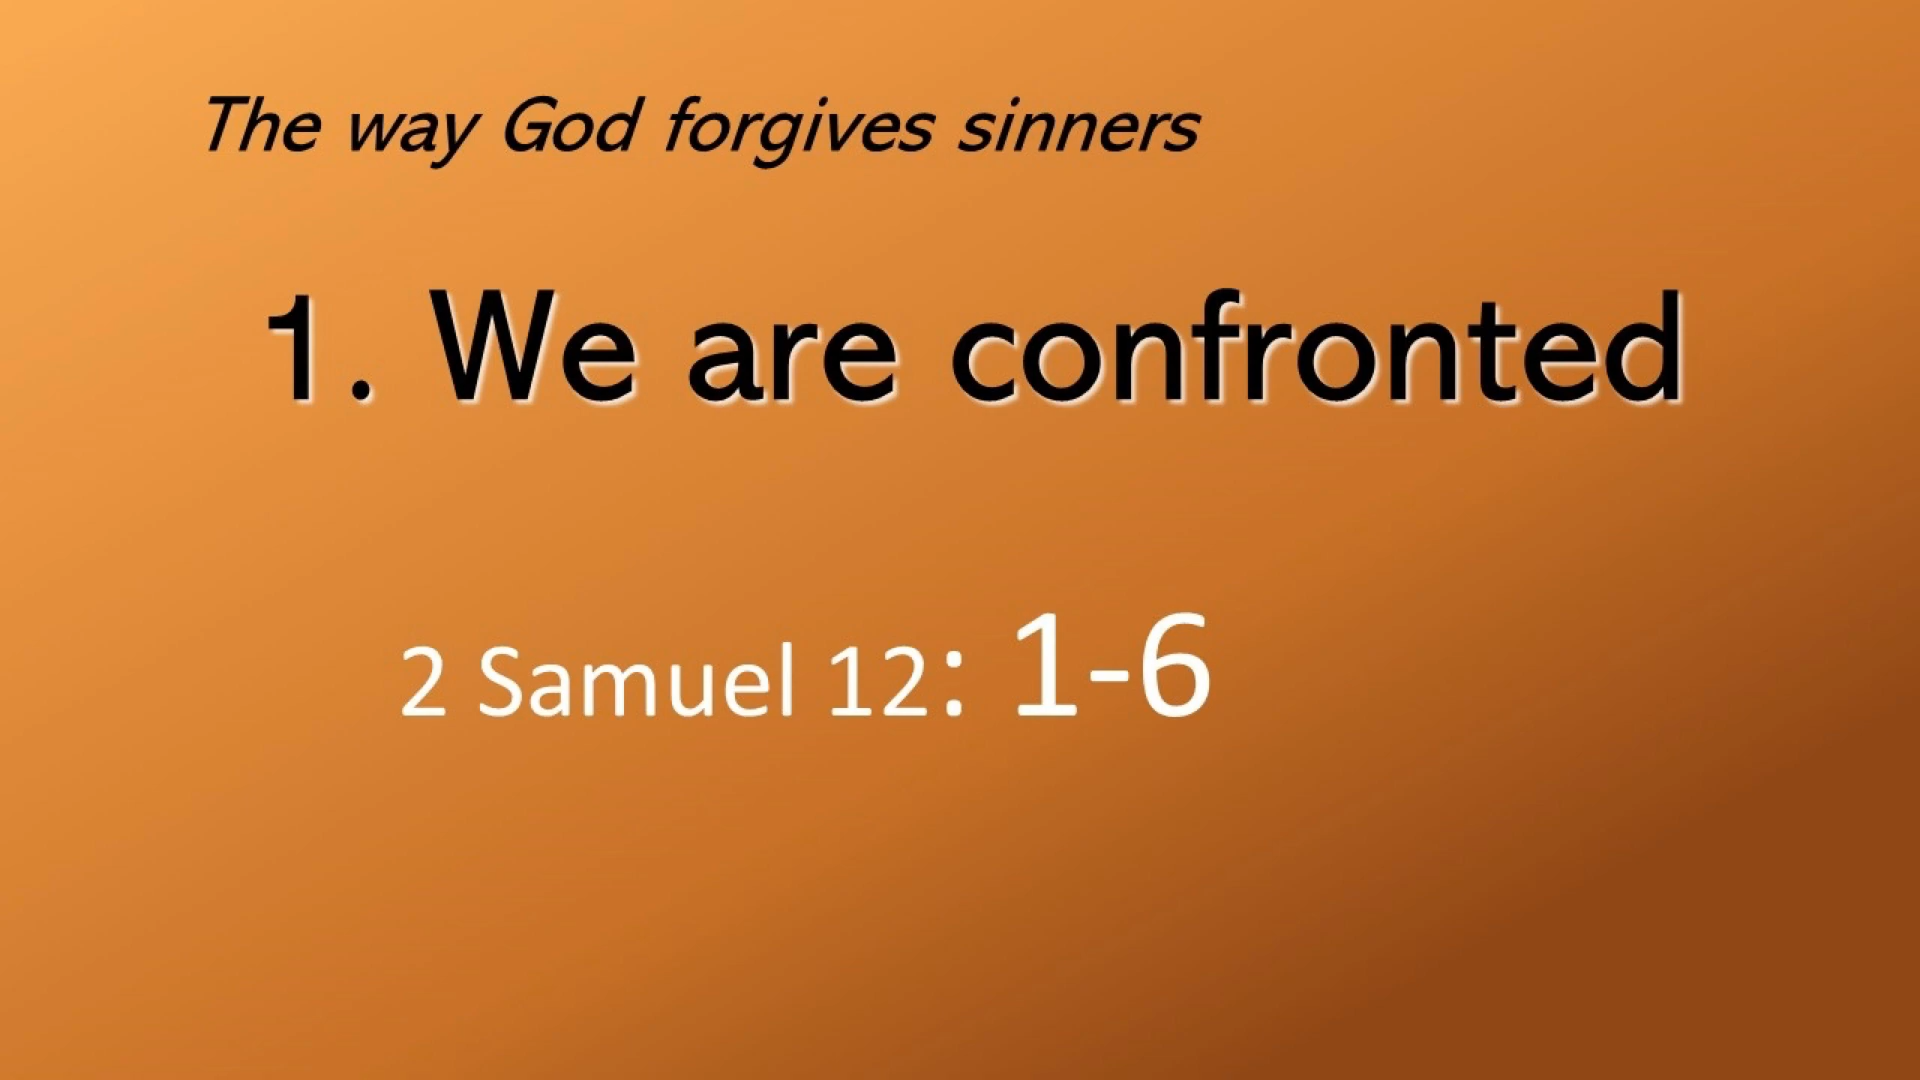 The way God forgives sinners
1. We are confronted
2 Samuel 12: 1-6